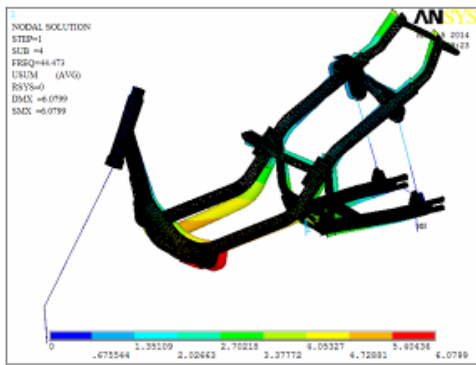 1
NODAL SOLUTION
STEP=1
SUB =4
FREQ=44.473
USUM (AVG)
RSYS=0
DMX =6.0799
SMX =6.0799
ANSYS
2014
:23
0
.675544
1.35109
2.02663
2.70218
3.37772
4.05327
4.72881
5.40436
6.0799